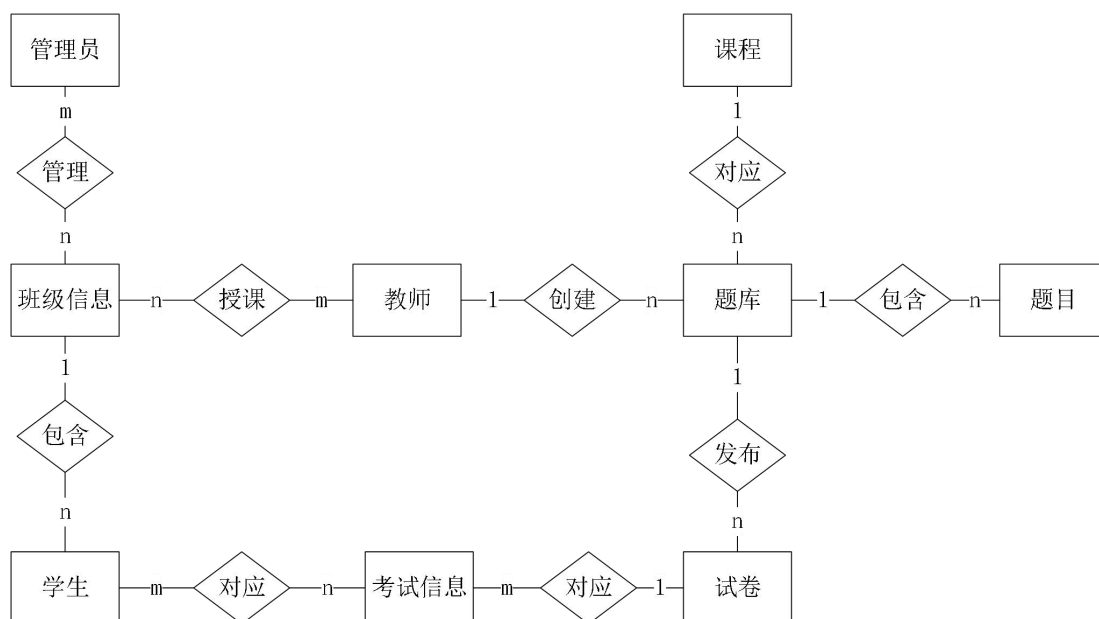 管理员 课程
m 1
管理 对应
n n
班级信息 n 授课 m 教师 1 创建 n 题库 1 包含 n 题目
1 1
包含 发布
n n
学生 m 对应 n 考试信息 m 对应 1 试卷